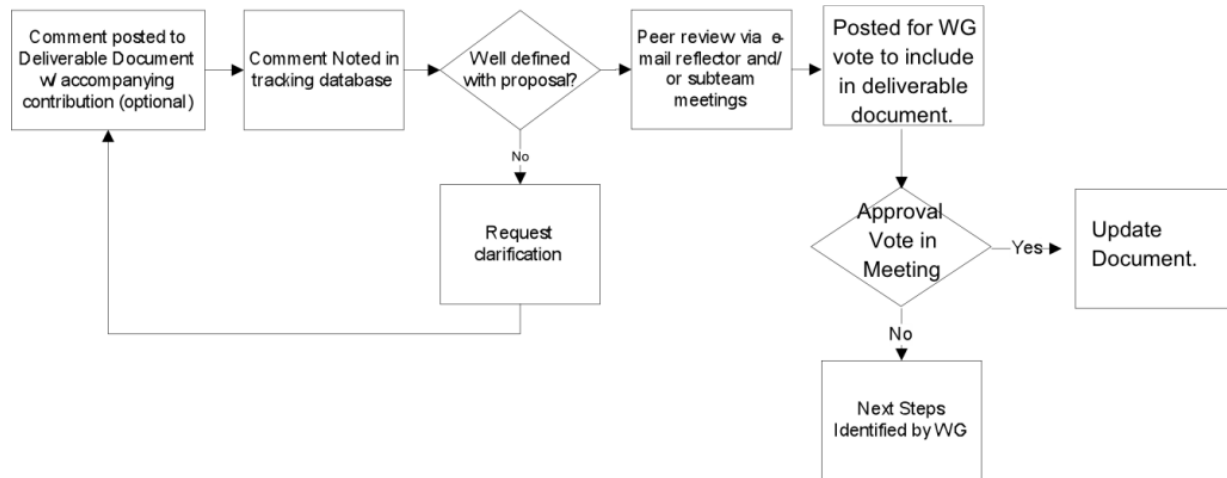 Comment posted to
Deliverable Document
w/ accompanying
contribution (optional)
Comment Noted in
tracking database
Well defined
with proposal?
Peer review via e-
mail reflector and/
or subteam
meetings
Posted for WG
vote to include
in deliverable
document.
No
Request
clarification
Approval
Vote in
Meeting
Yes
Update
Document.
No
Next Steps
Identified by WG